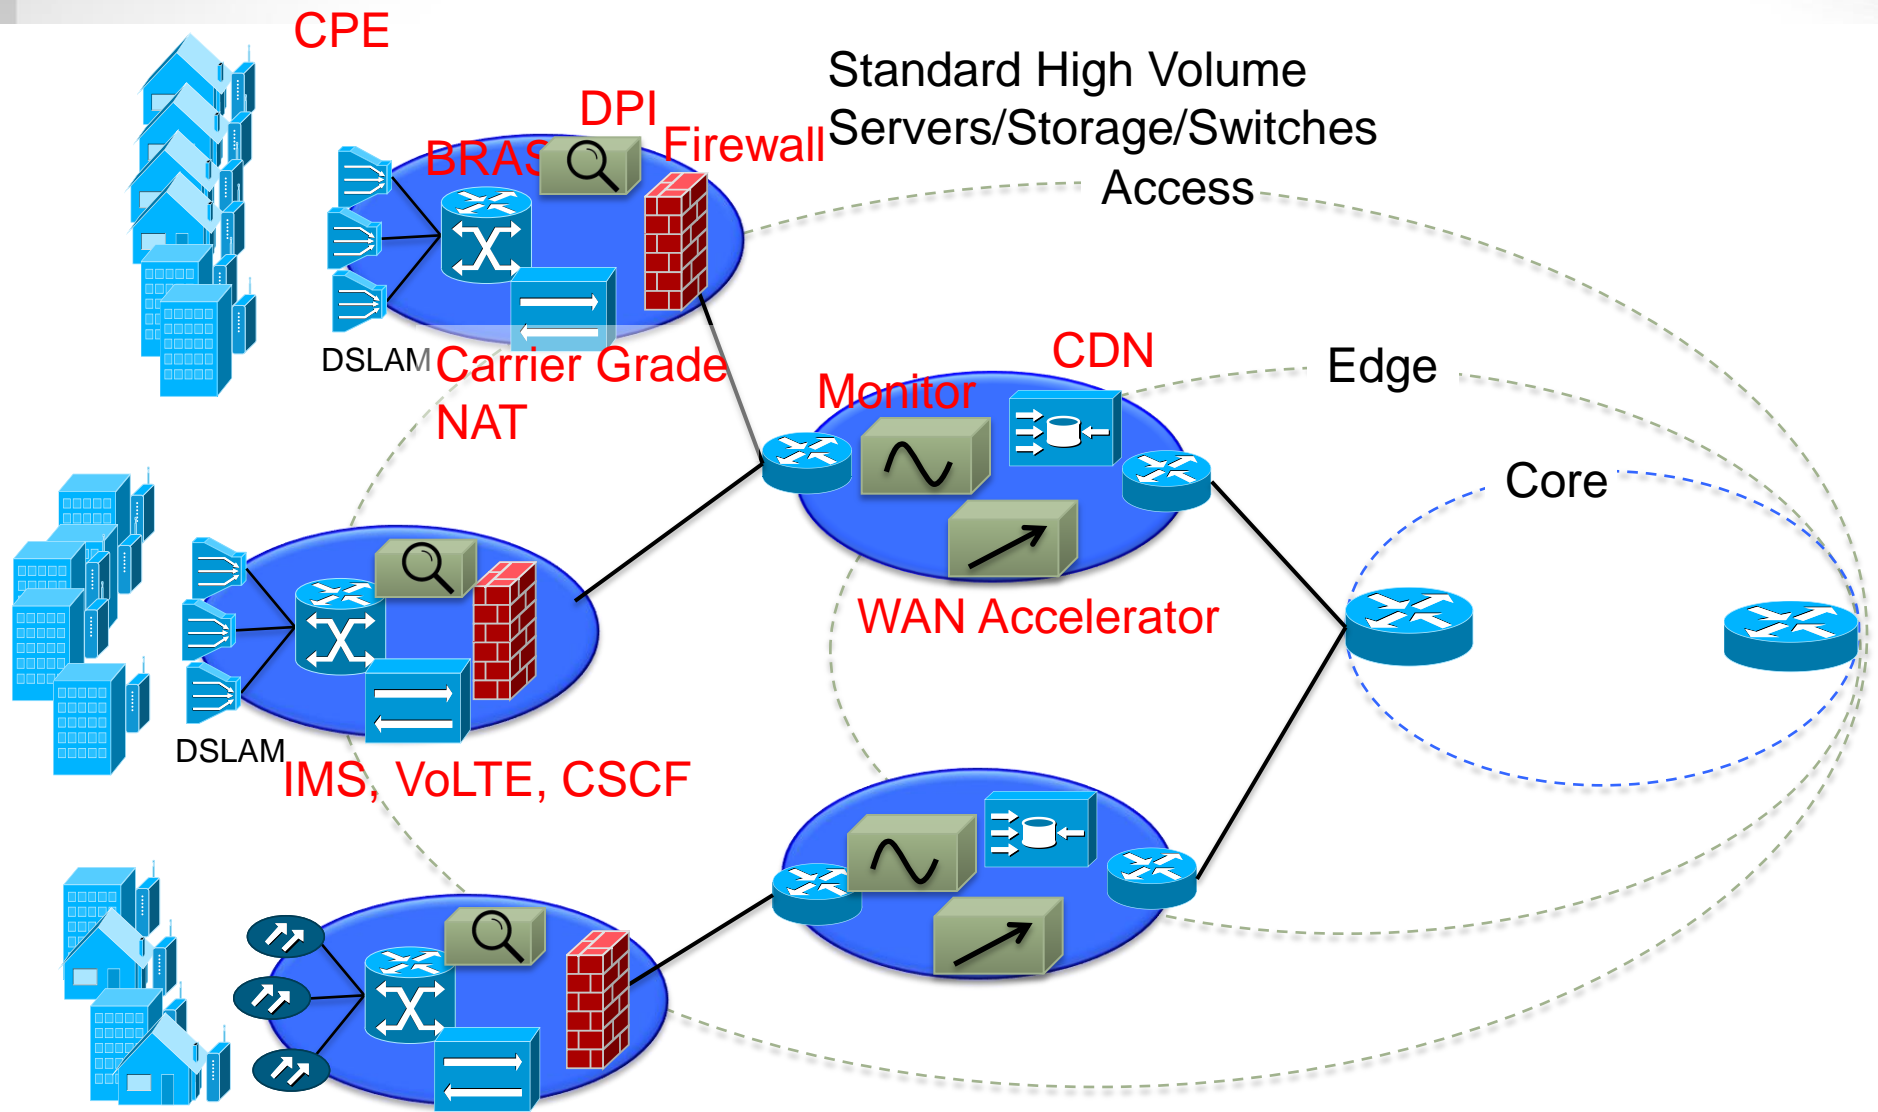 CPE
Standard High Volume
Servers/Storage/Switches
DPI
Firewall
BRAS
Access
DSLAM
Carrier Grade
NAT
CDN
Edge
Monitor
Core
WAN Accelerator
DSLAM
IMS, VoLTE, CSCF